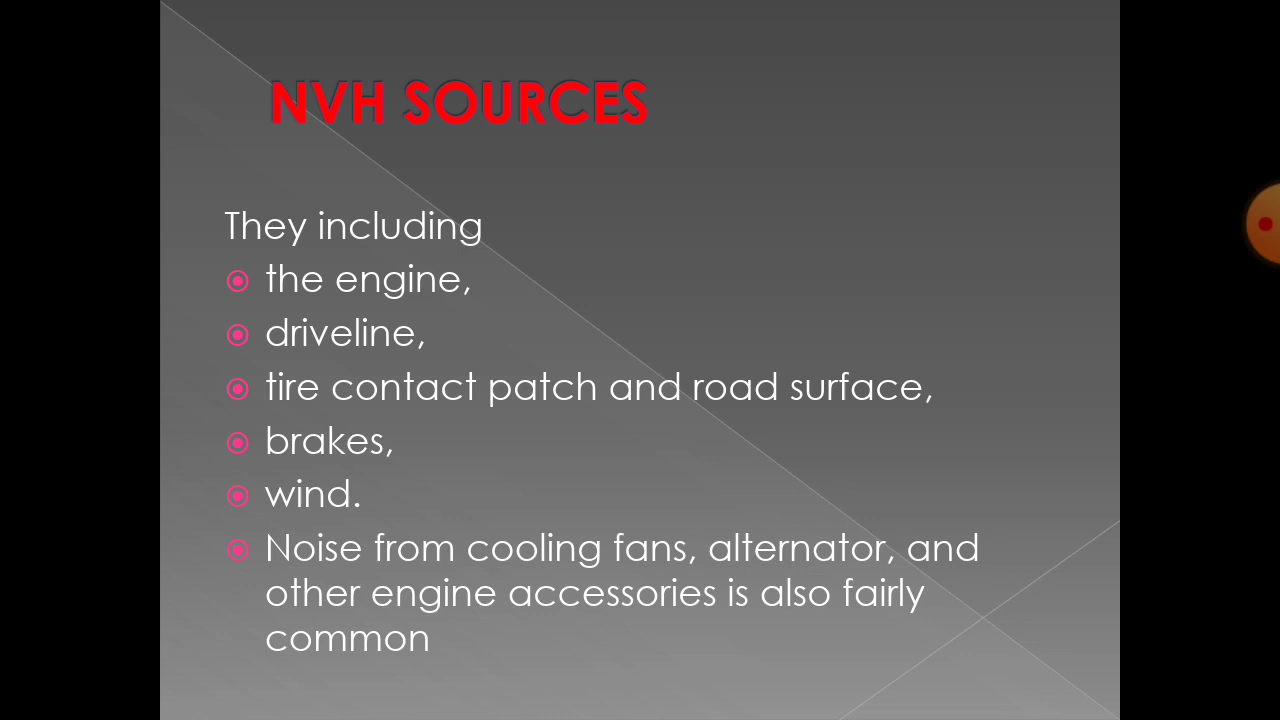 NVH SOURCES
They including
the engine,
driveline,
tire contact patch and road surface,
brakes,
wind.
Noise from cooling fans, alternator, and
other engine accessories is also fairly
common